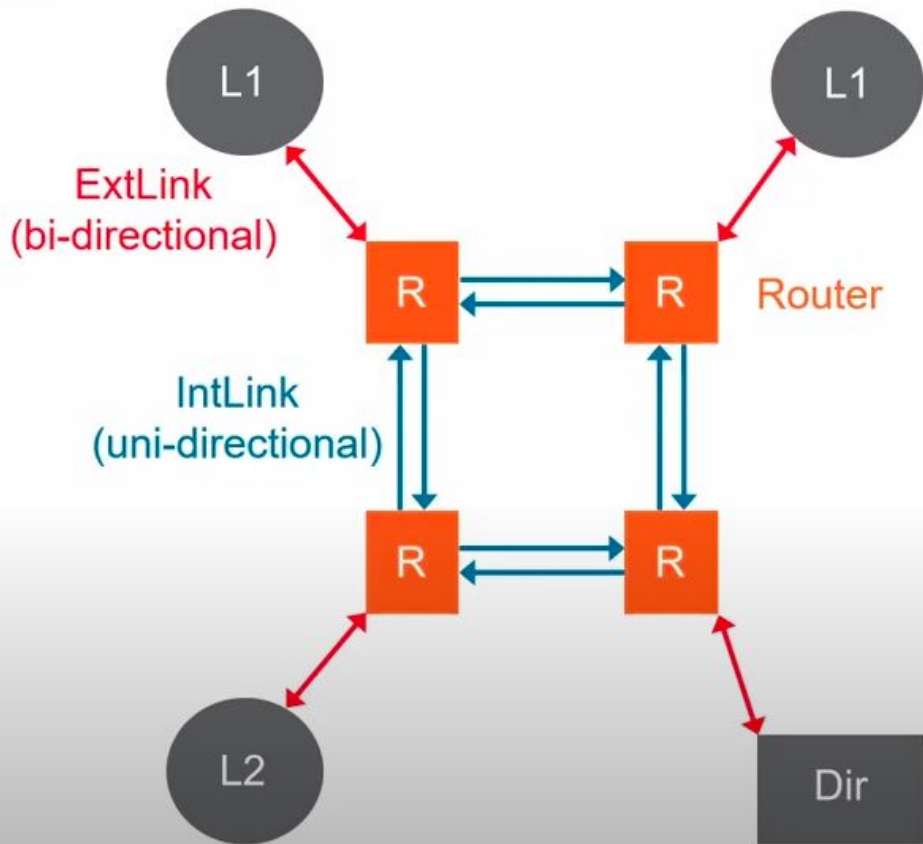 L1
L1
ExtLink
(bi-directional)
R
R
Router
IntLink
(uni-directional)
R
R
L2
Dir